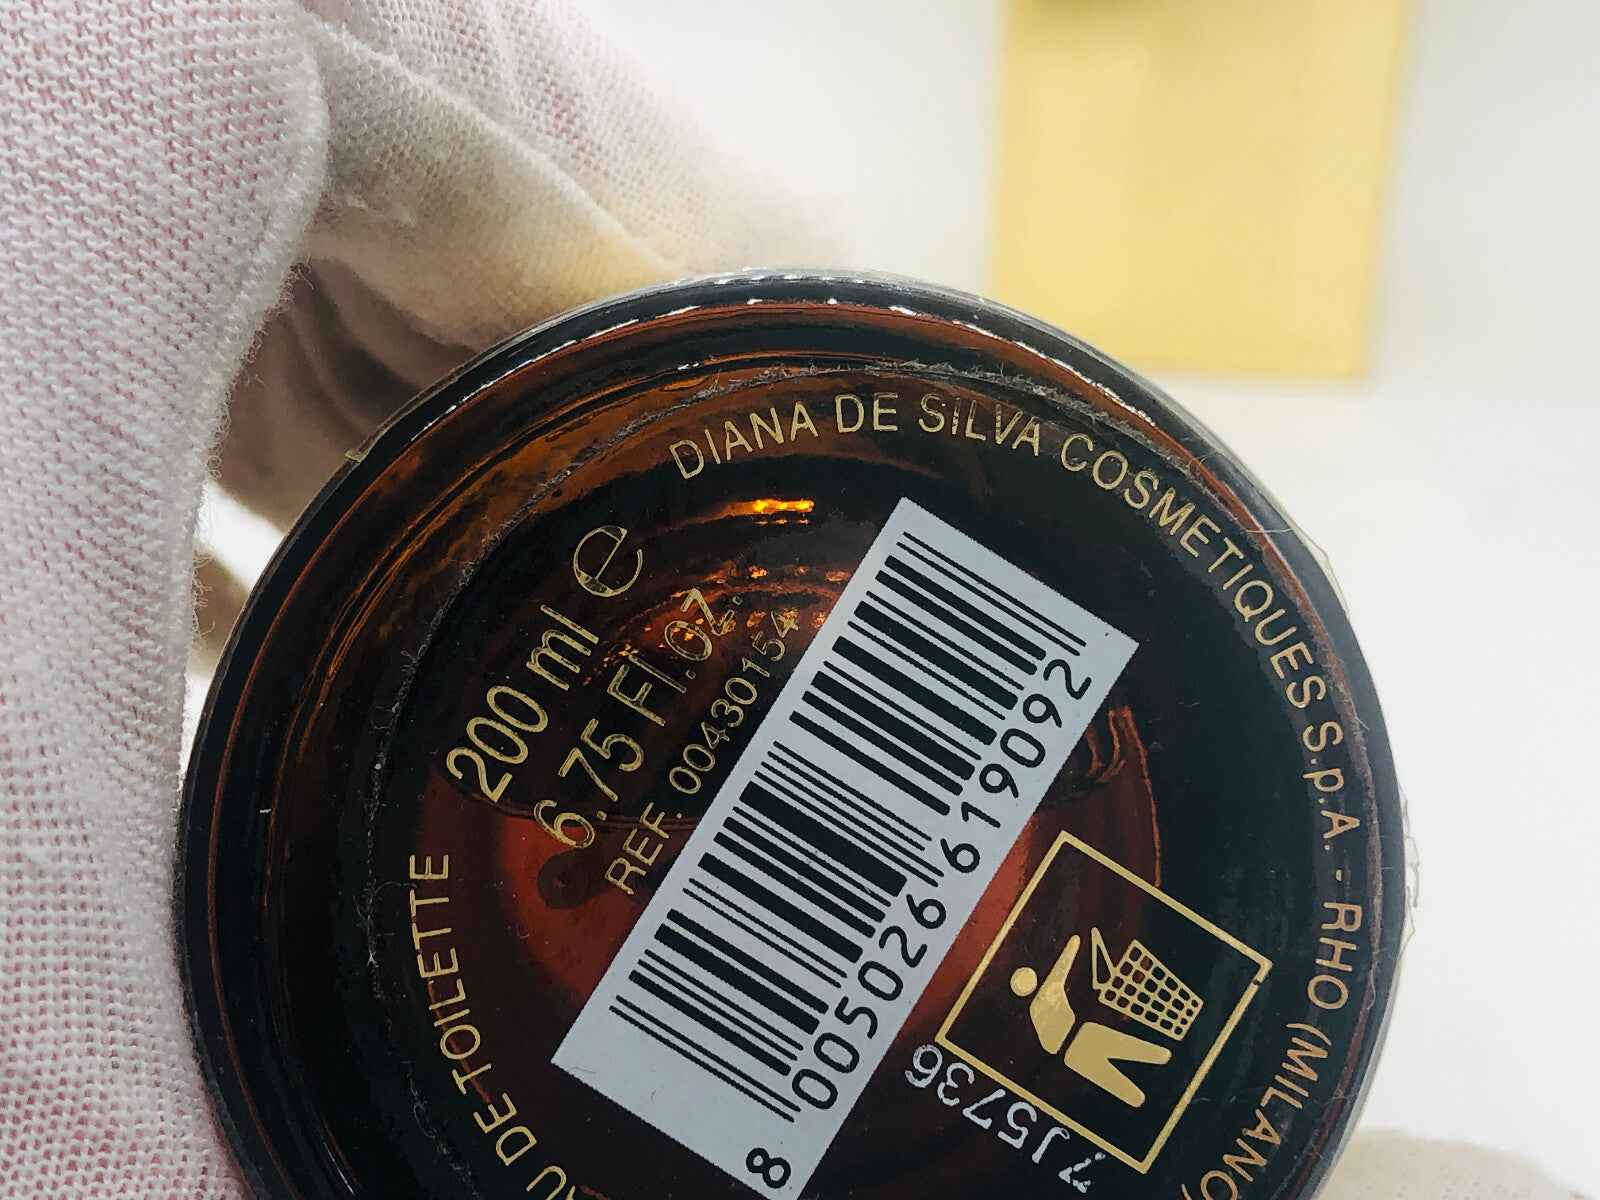 DIANA DE SILVA COSMETIQUES S.p.A. - RHO (MILANO)
200 ml e
6.75 Fl.oz.
REF. 00430154
8 005026 619092
7J5736
DE TOILETTE